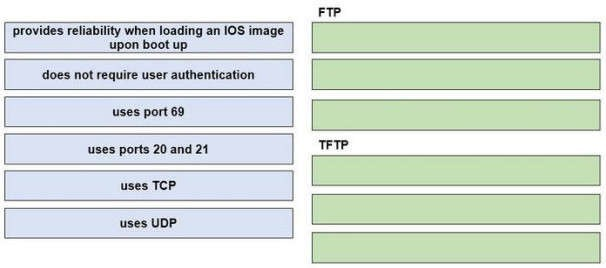 provides reliability when loading an IOS image
upon boot up
does not require user authentication
uses port 69
uses ports 20 and 21
uses TCP
uses UDP
FTP
TFTP